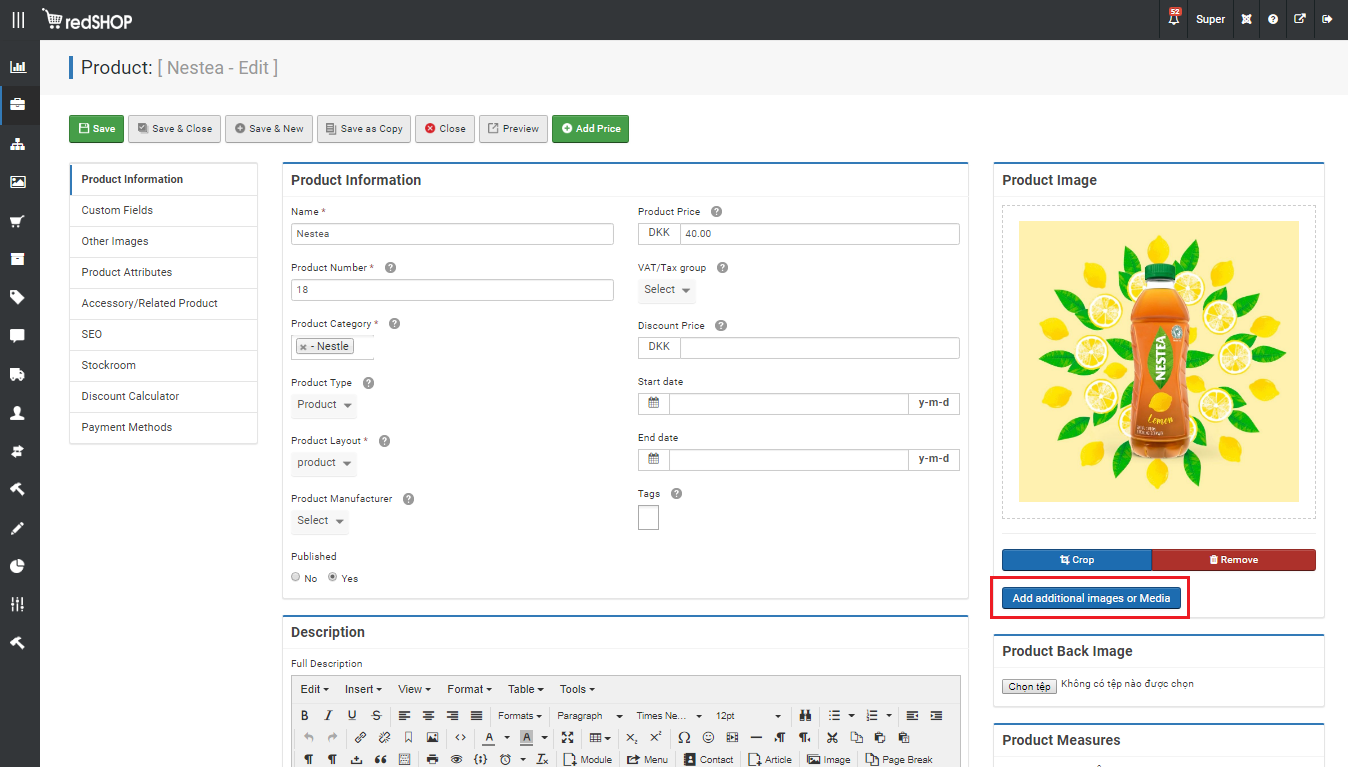 redSHOP
52
Super
Product: [ Nestea - Edit ]
Save
Save & Close
Save & New
Save as Copy
Close
Preview
Add Price
Product Information
Custom Fields
Other Images
Product Attributes
Accessory/Related Product
SEO
Stockroom
Discount Calculator
Payment Methods
Product Information
Name *
Nestea
Product Number *
18
Product Category *
- Nestle
Product Type
Product
Product Layout *
product
Product Manufacturer
Select
Published
No
Yes
Product Price
DKK
40.00
VAT/Tax group
Select
Discount Price
DKK
Start date
y-m-d
End date
y-m-d
Tags
Description
Full Description
Edit
Insert
View
Format
Table
Tools
Formats
Paragraph
Times Ne...
12pt
Module
Menu
Contact
Article
Image
Page Break
Product Image
NESTEA
Lemon
Crop
Remove
Add additional images or Media
Product Back Image
Chọn tệp
Không có tệp nào được chọn
Product Measures